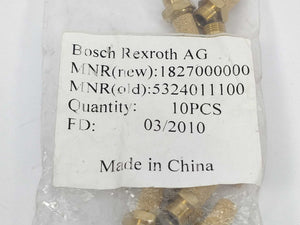 Bosch Rexroth AG
MNR(new):1827000000
MNR(old):5324011100
Quantity: 10PCS
FD: 03/2010
Made in China